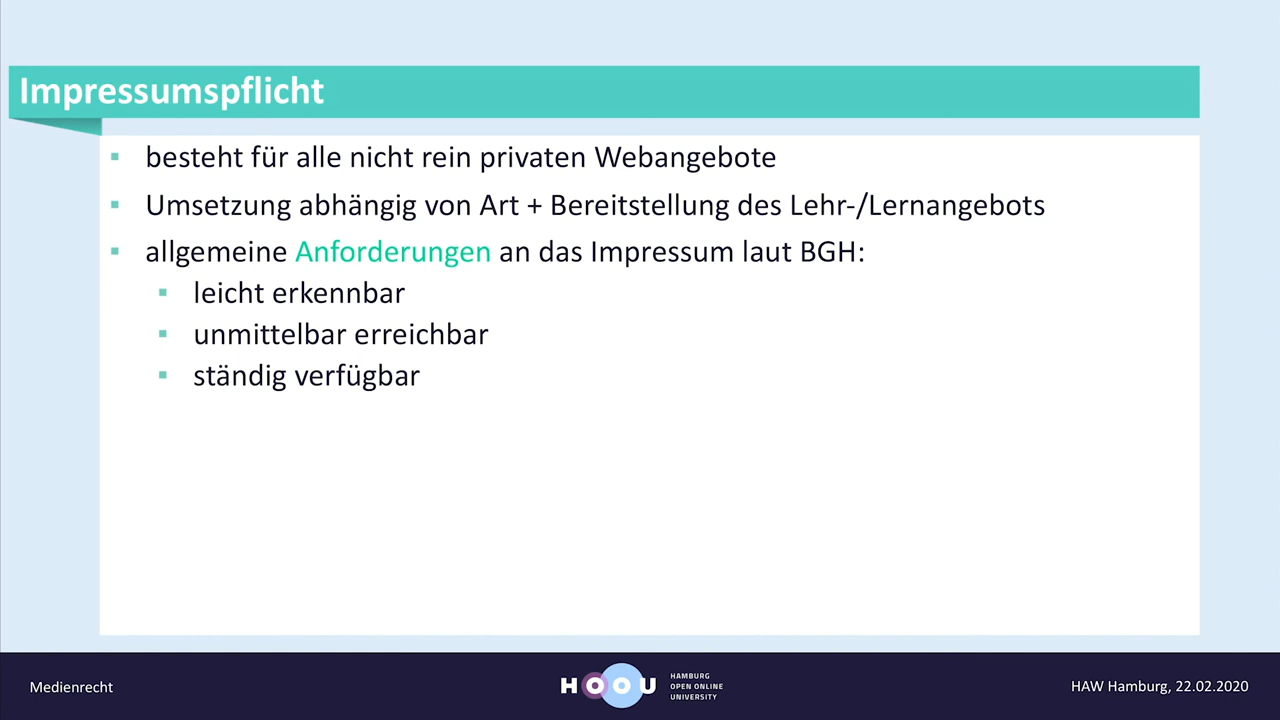 Impressumspflicht
▪ besteht für alle nicht rein privaten Webangebote
▪ Umsetzung abhängig von Art + Bereitstellung des Lehr-/Lernangebots
▪ allgemeine Anforderungen an das Impressum laut BGH:
▪ leicht erkennbar
▪ unmittelbar erreichbar
▪ ständig verfügbar
Medienrecht
HOOU
HAMBURG
OPEN ONLINE
UNIVERSITY
HAW Hamburg, 22.02.2020